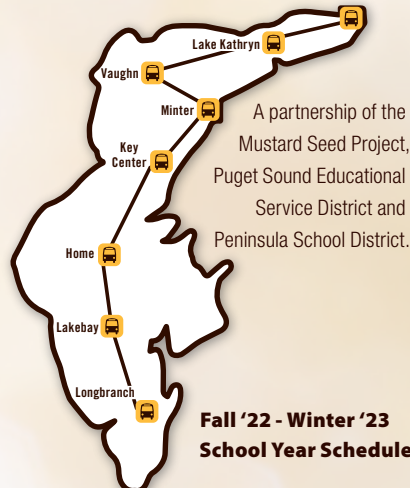 Lake Kathryn
Vaughn
Minter
A partnership of the
Mustard Seed Project,
Key
Center
Puget Sound Educational
Service District and
Peninsula School District.
Home
Lakebay
Longbranch
Fall ‘22 - Winter ‘23
School Year Schedule